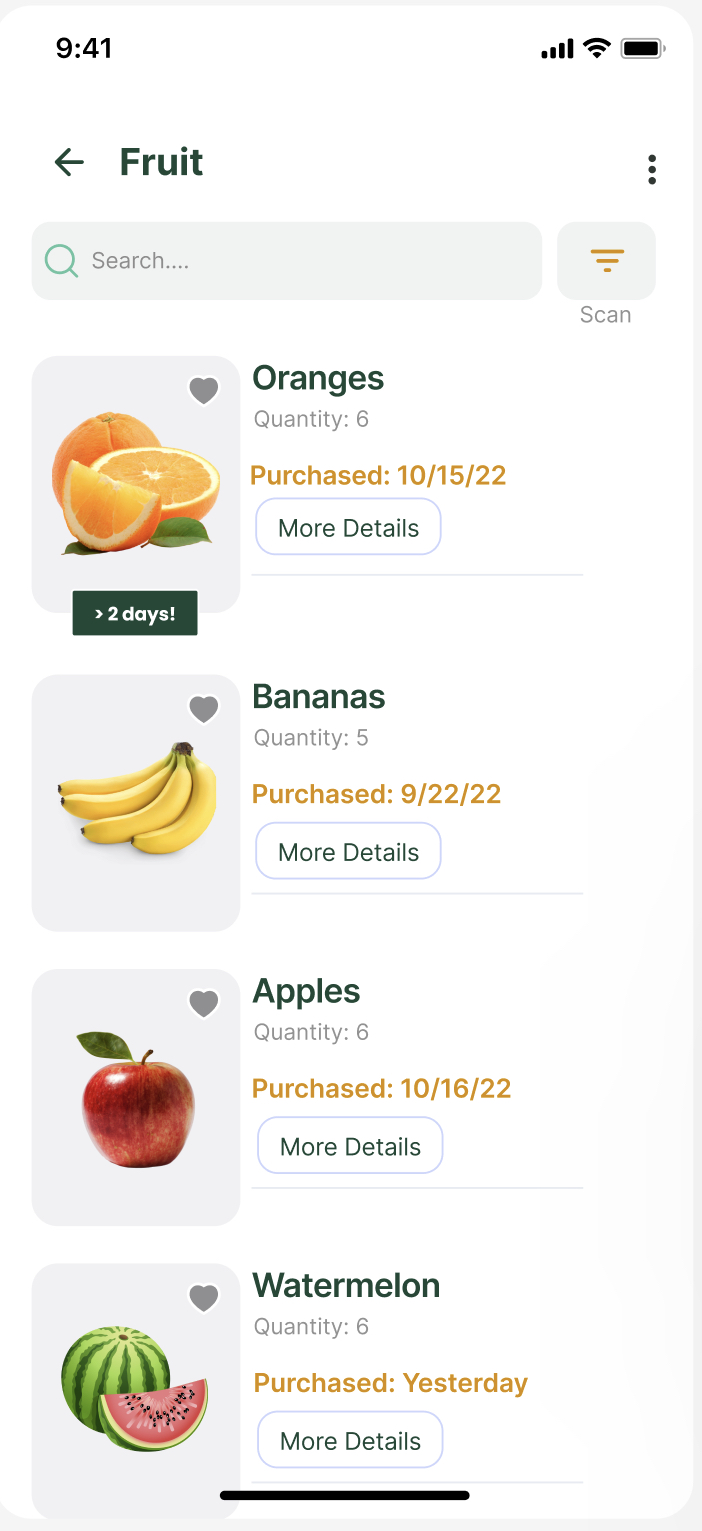 9:41
Fruit
Search....
Scan
Oranges
Quantity: 6
Purchased: 10/15/22
More Details
> 2 days!
Bananas
Quantity: 5
Purchased: 9/22/22
More Details
Apples
Quantity: 6
Purchased: 10/16/22
More Details
Watermelon
Quantity: 6
Purchased: Yesterday
More Details